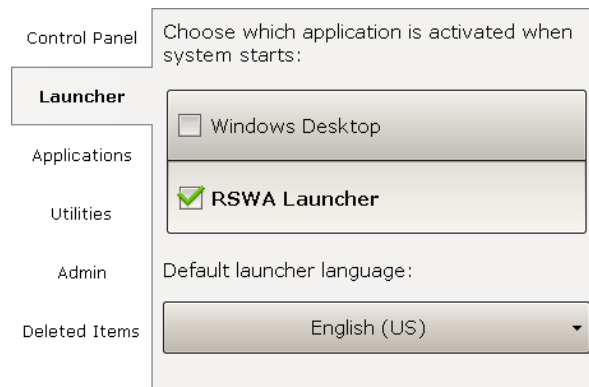 Control Panel
Launcher
Applications
Utilities
Admin
Deleted Items
Choose which application is activated when
system starts:
Windows Desktop
RSWA Launcher
Default launcher language:
English (US)